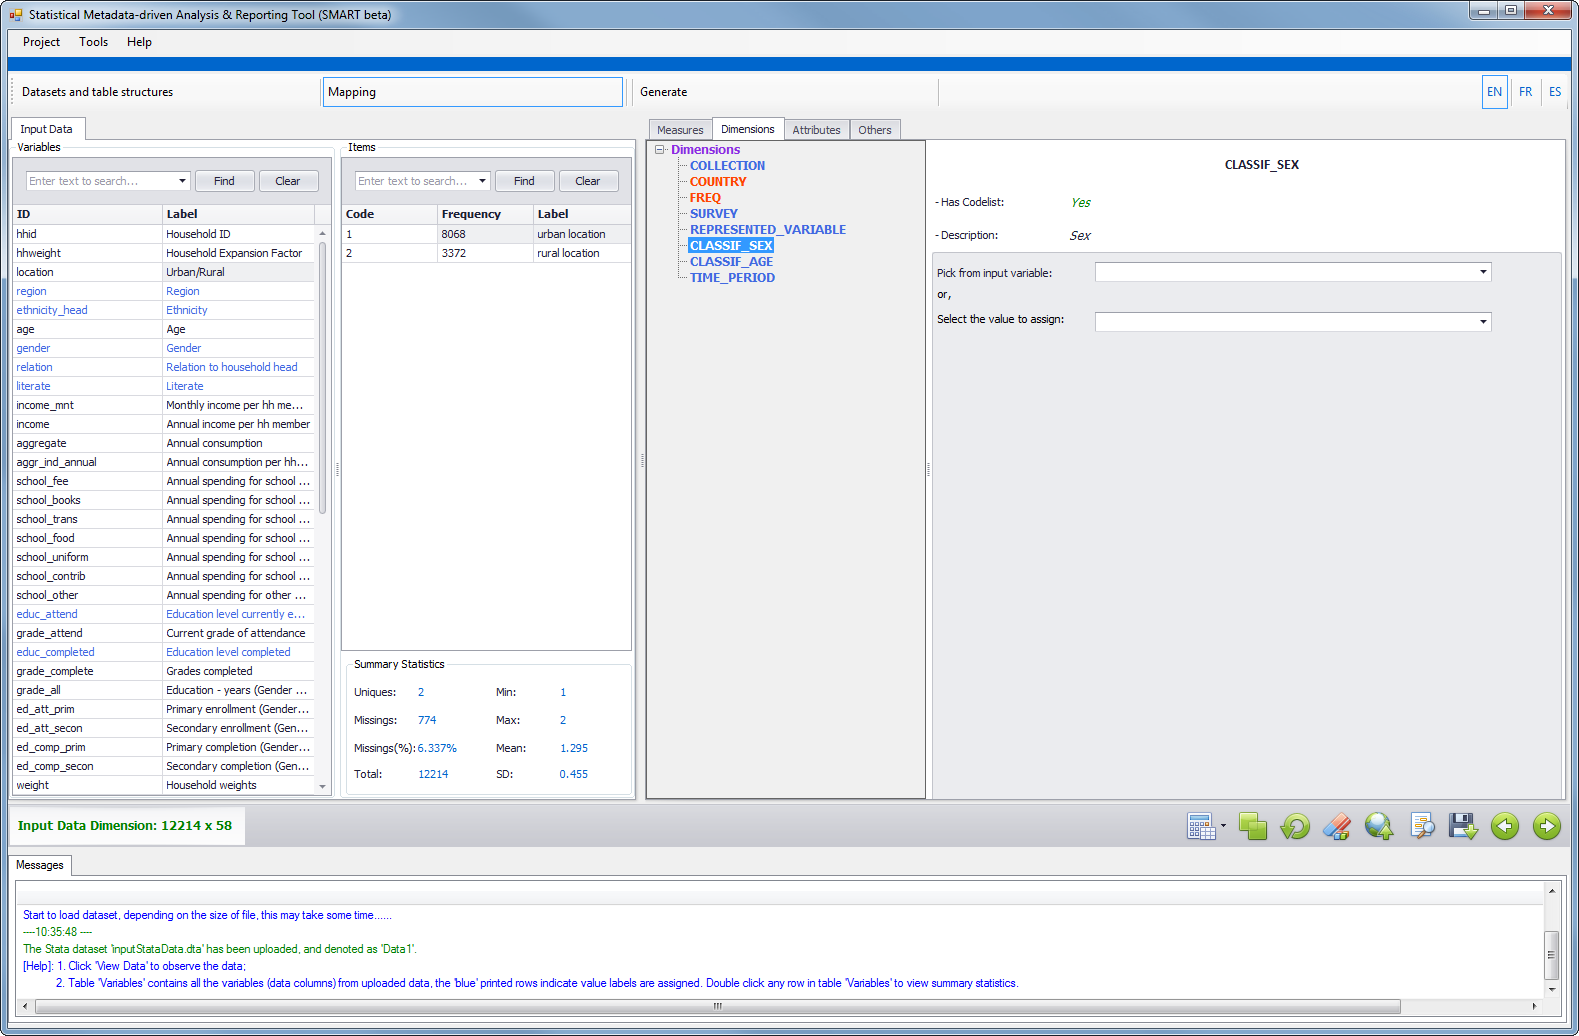 Statistical Metadata-driven Analysis & Reporting Tool (SMART beta)
Project Tools Help
Datasets and table structures Mapping Generate EN FR ES
Input Data
Variables
Enter text to search... Find Clear
ID Label
hhid Household ID
hhweight Household Expansion Factor
location Urban/Rural
region Region
ethnicity_head Ethnicity
age Age
gender Gender
relation Relation to household head
literate Literate
income_mnt Monthly income per hh me...
income Annual income per hh member
aggregate Annual consumption
aggr_ind_annual Annual consumption per hh...
school_fee Annual spending for school ...
school_books Annual spending for school ...
school_trans Annual spending for school ...
school_food Annual spending for school ...
school_uniform Annual spending for school ...
school_contrib Annual spending for school ...
school_other Annual spending for other ...
educ_attend Education level currently e...
grade_attend Current grade of attendance
educ_completed Education level completed
grade_complete Grades completed
grade_all Education - years (Gender ...
ed_att_prim Primary enrollment (Gender...
ed_att_secon Secondary enrollment (Gen...
ed_comp_prim Primary completion (Gender...
ed_comp_secon Secondary completion (Gen...
weight Household weights
Items
Enter text to search... Find Clear
Code Frequency Label
1 8068 urban location
2 3372 rural location
Summary Statistics
Uniques: 2 Min: 1
Missings: 774 Max: 2
Missings(%): 6.337% Mean: 1.295
Total: 12214 SD: 0.455
Measures Dimensions Attributes Others
Dimensions
COLLECTION
COUNTRY
FREQ
SURVEY
REPRESENTED_VARIABLE
CLASSIF_SEX
CLASSIF_AGE
TIME_PERIOD
CLASSIF_SEX
- Has Codelist: Yes
- Description: Sex
Pick from input variable:
or,
Select the value to assign:
Input Data Dimension: 12214 x 58
Messages
Start to load dataset, depending on the size of file, this may take some time......
----10:35:48 ----
The Stata dataset 'inputStataData.dta' has been uploaded, and denoted as 'Data1'.
[Help]: 1. Click 'View Data' to observe the data;
2. Table 'Variables' contains all the variables (data columns) from uploaded data, the 'blue' printed rows indicate value labels are assigned. Double click any row in table 'Variables' to view summary statistics.